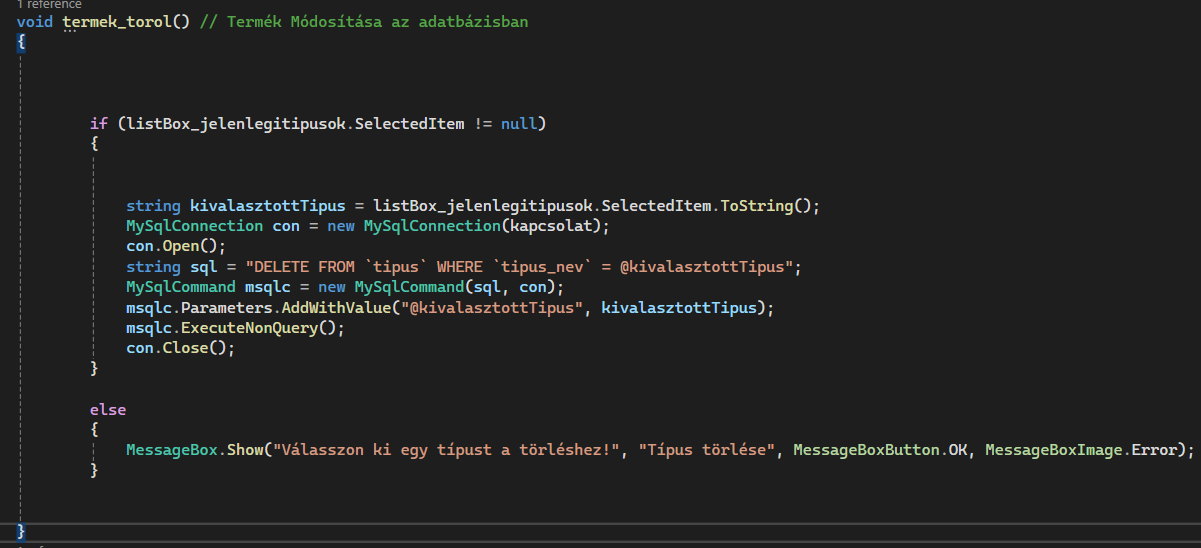 1 reference
void termek_torol() // Termék Módosítása az adatbázisban
{
if (listBox_jelenlegitipusok.SelectedItem != null)
{
string kivalasztottTipus = listBox_jelenlegitipusok.SelectedItem.ToString();
MySqlConnection con = new MySqlConnection(kapcsolat);
con.Open();
string sql = "DELETE FROM `tipus` WHERE `tipus_nev` = @kivalasztottTipus";
MySqlCommand msqlc = new MySqlCommand(sql, con);
msqlc.Parameters.AddWithValue("@kivalasztottTipus", kivalasztottTipus);
msqlc.ExecuteNonQuery();
con.Close();
}
else
{
MessageBox.Show("Válasszon ki egy típust a törléshez!", "Típus törlése", MessageBoxButton.OK, MessageBoxImage.Error);
}
}